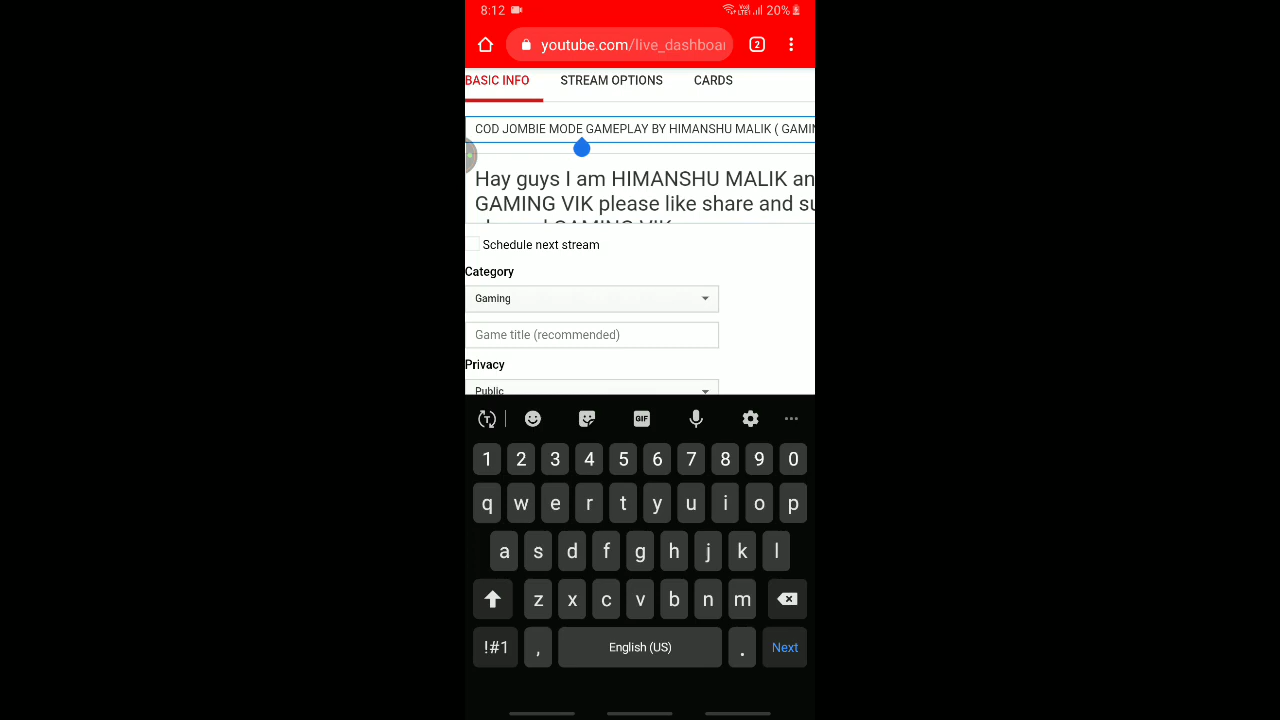 8:12 20%
youtube.com/live_dashboar 2
BASIC INFO STREAM OPTIONS CARDS
COD JOMBIE MODE GAMEPLAY BY HIMANSHU MALIK ( GAMIN
Hay guys I am HIMANSHU MALIK an
GAMING VIK please like share and su
GAMING VIK
Schedule next stream
Category
Gaming
Game title (recommended)
Privacy
Public
GIF
1 2 3 4 5 6 7 8 9 0
q w e r t y u i o p
a s d f g h j k l
z x c v b n m
!#1 , English (US) . Next